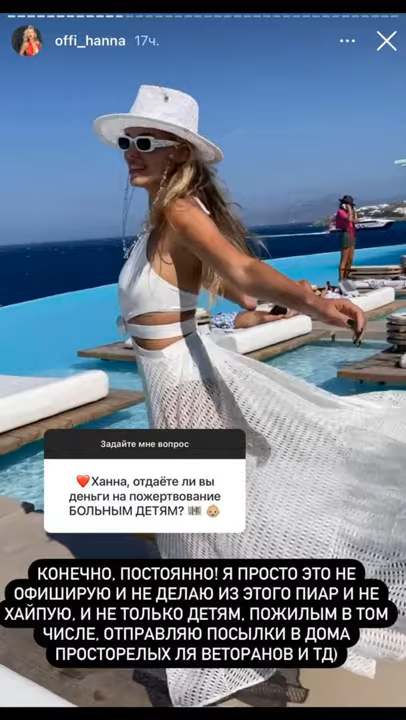 offi_hanna 17ч.
Задайте мне вопрос
❤️Ханна, отдаёте ли вы
деньги на пожертвование
БОЛЬНЫМ ДЕТЯМ? 💵 👶🏼
КОНЕЧНО, ПОСТОЯННО! Я ПРОСТО ЭТО НЕ
ОФИШИРУЮ И НЕ ДЕЛАЮ ИЗ ЭТОГО ПИАР И НЕ
ХАЙПУЮ, И НЕ ТОЛЬКО ДЕТЯМ, ПОЖИЛЫМ В ТОМ
ЧИСЛЕ, ОТПРАВЛЯЮ ПОСЫЛКИ В ДОМА
ПРОСТОРЕЛЫХ ЛЯ ВЕТОРАНОВ И ТД)